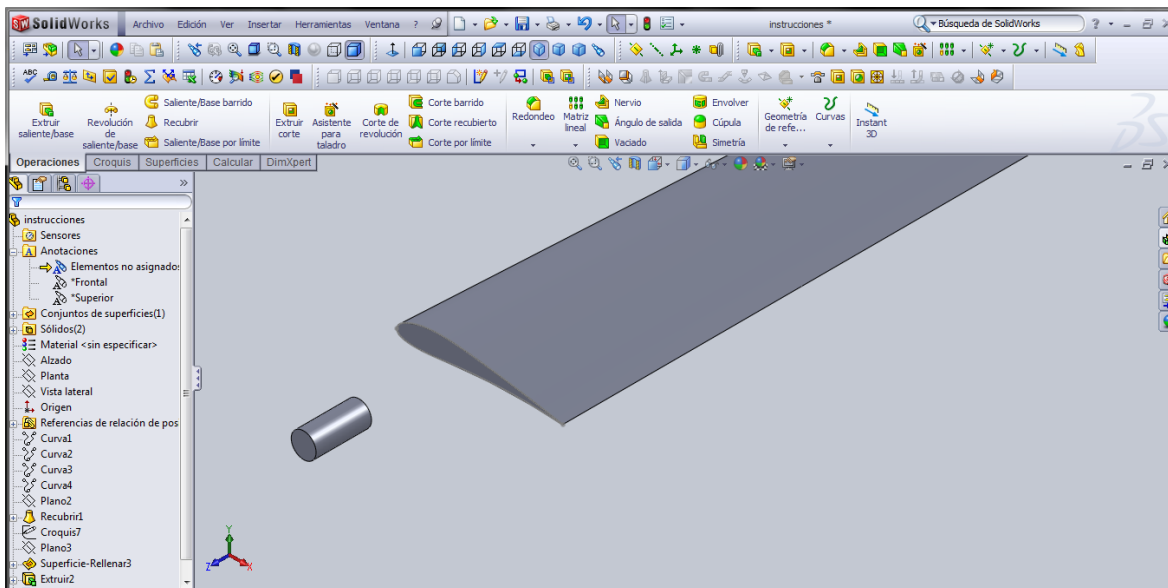 SolidWorks Archivo Edición Ver Insertar Herramientas Ventana ? instrucciones * Búsqueda de SolidWorks ?
ABC
Extruir saliente/base
Revolución de saliente/base
Saliente/Base barrido
Recubrir
Saliente/Base por límite
Extruir corte
Asistente para taladro
Corte de revolución
Corte barrido
Corte recubierto
Corte por límite
Redondeo
Matriz lineal
Nervio
Ángulo de salida
Vaciado
Envolver
Cúpula
Simetría
Geometría de refe...
Curvas
Instant 3D
Operaciones Croquis Superficies Calcular DimXpert
instrucciones
Sensores
Anotaciones
Elementos no asignados
*Frontal
*Superior
Conjuntos de superficies(1)
Sólidos(2)
Material <sin especificar>
Alzado
Planta
Vista lateral
Origen
Referencias de relación de pos
Curva1
Curva2
Curva3
Curva4
Plano2
Recubrir1
Croquis7
Plano3
Superficie-Rellenar3
Extruir2
Y
Z
X